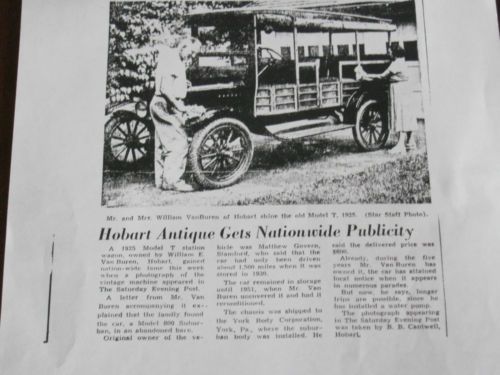 Mr. and Mrs. William VanBuren of Hobart shine the old Model T, 1925. (Star Staff Photo).
Hobart Antique Gets Nationwide Publicity
A 1925 Model T station
wagon, owned by William E
Van Buren, Hobart, gained
nation-wide fame this week
when a photograph of the
vintage machine appeared in
The Saturday Evening Post.
A letter from Mr. Van
Buren accompanying it ex-
plained that the family found
the car, a Model 800 Subur-
ban, in an abandoned barn.
Original owner of the ve-
hicle was Matthew Govern,
Stamford, who said that the
car had only been driven
about 1,500 miles when it was
stored in 1939.
The car remained in storage
until 1951, when Mr. Van
Buren uncovered it and had it
reconditioned.
The chassis was shipped to
the York Body Corporation,
York, Pa., where the subur-
ban body was installed. He
said the delivered price was
Already, during the five
years Mr. Van Buren has
owned it, the car has attained
local notice when it appears
in numerous parades.
But now, he says, longer
trips are possible, since he
has installed a water pump.
The photograph appearing
in The Saturday Evening Post
was taken by B. B. Cantwell,
Hobart.